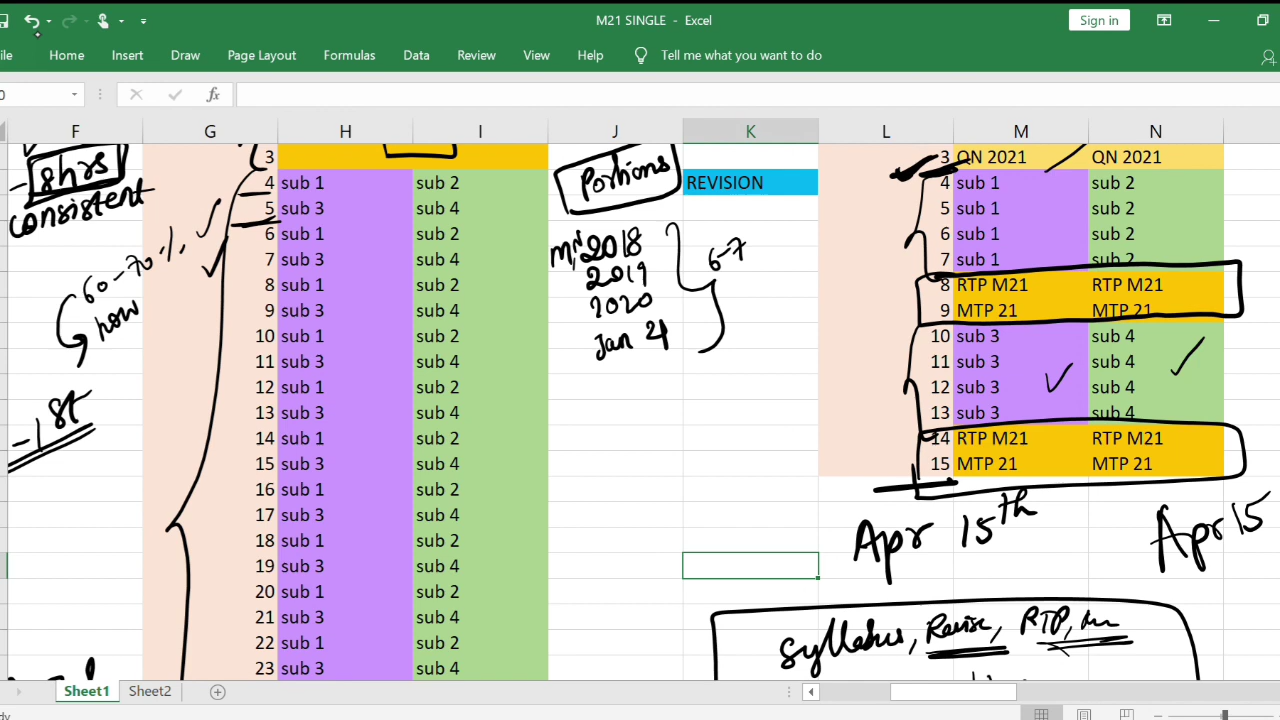 M21 SINGLE - Excel
Sign in
ile Home Insert Draw Page Layout Formulas Data Review View Help Tell me what you want to do
0 fx
F G H I J K L M N
3 3 QN 2021 QN 2021
4 sub 1 sub 2 REVISION 4 sub 1 sub 2
5 sub 3 sub 4 5 sub 1 sub 2
6 sub 1 sub 2 6 sub 1 sub 2
7 sub 3 sub 4 7 sub 1 sub 2
8 sub 1 sub 2 8 RTP M21 RTP M21
9 sub 3 sub 4 9 MTP 21 MTP 21
10 sub 1 sub 2 10 sub 3 sub 4
11 sub 3 sub 4 11 sub 3 sub 4
12 sub 1 sub 2 12 sub 3 sub 4
13 sub 3 sub 4 13 sub 3 sub 4
14 sub 1 sub 2 14 RTP M21 RTP M21
15 sub 3 sub 4 15 MTP 21 MTP 21
16 sub 1 sub 2
17 sub 3 sub 4
18 sub 1 sub 2
19 sub 3 sub 4
20 sub 1 sub 2
21 sub 3 sub 4
22 sub 1 sub 2
23 sub 3 sub 4
- 8hrs
consistent
60-70%
how
- 1st
Portions
2018
2019
2020
Jan 21
6-7
Apr 15th
Apr 15
Syllabus, Revise, RTP,
Sheet1 Sheet2
dy